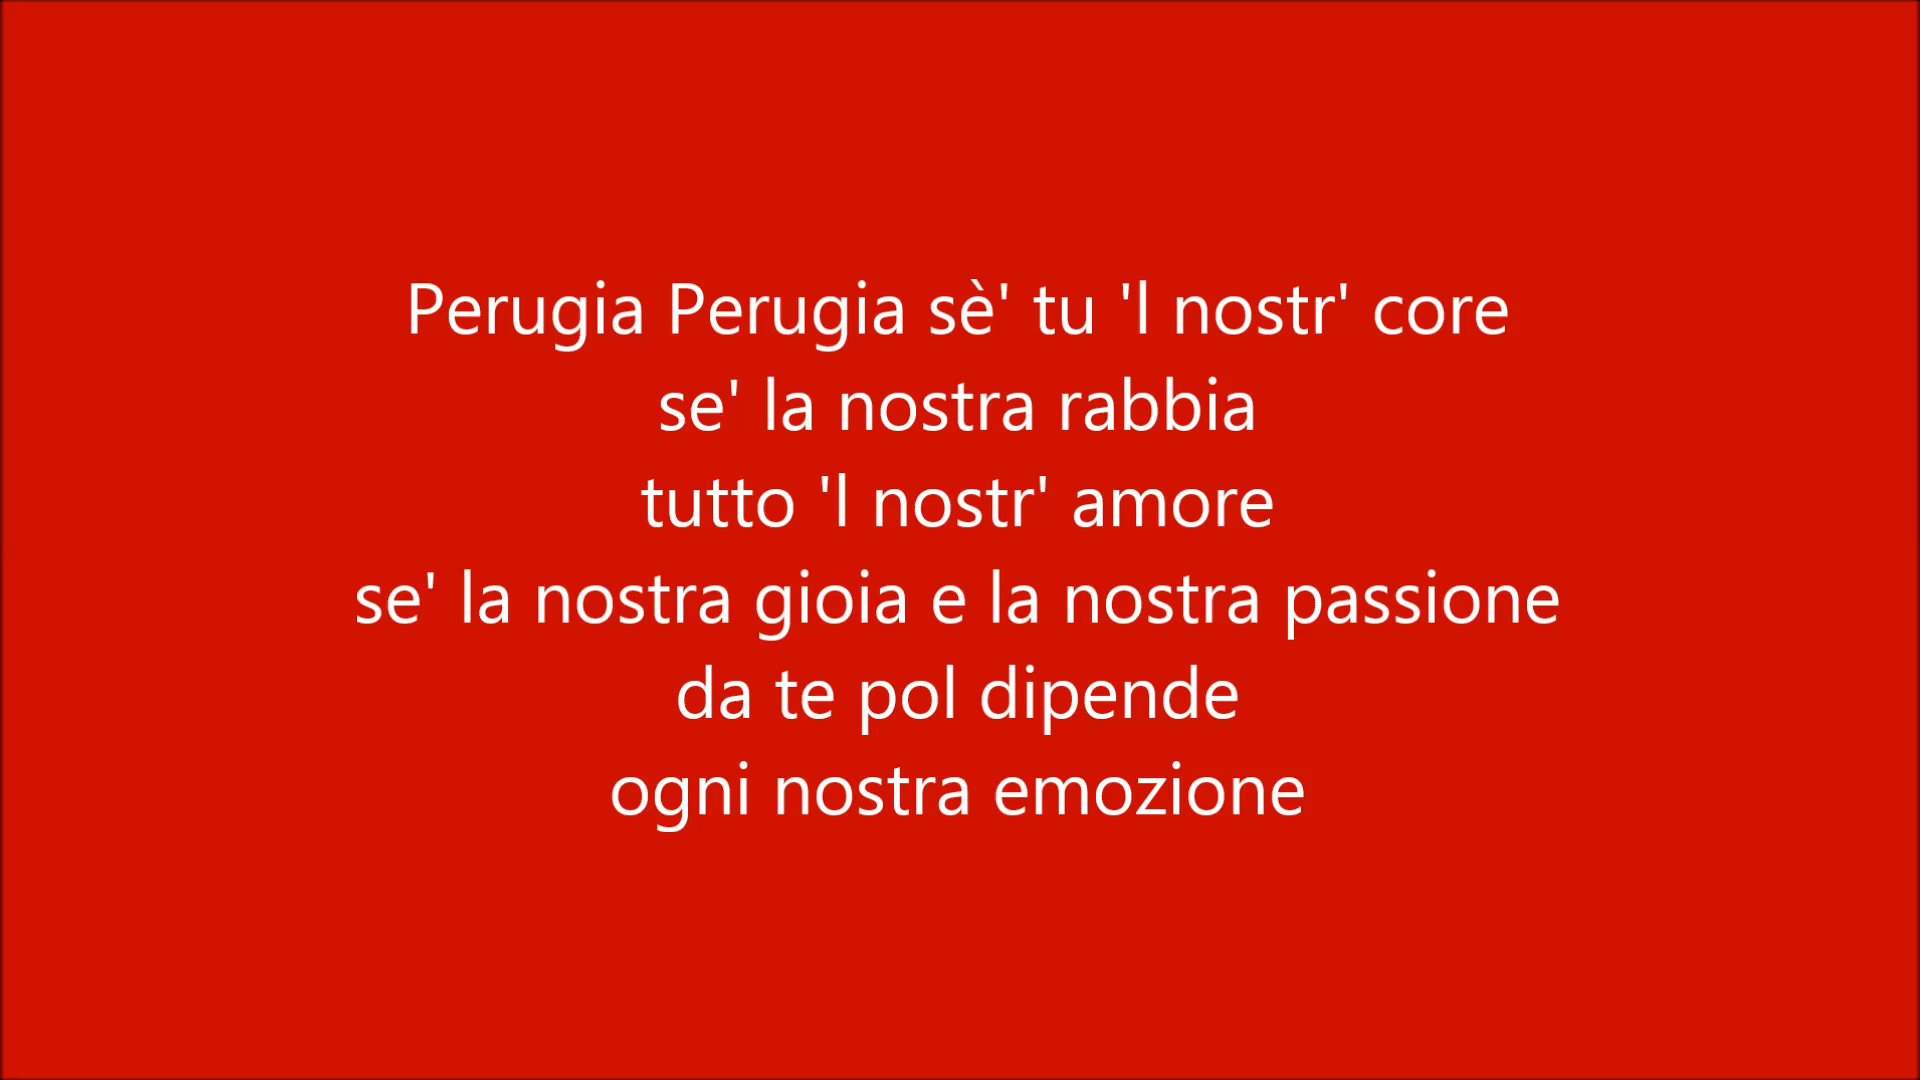 Perugia Perugia sè' tu 'l nostr' core
se' la nostra rabbia
tutto 'l nostr' amore
se' la nostra gioia e la nostra passione
da te pol dipende
ogni nostra emozione